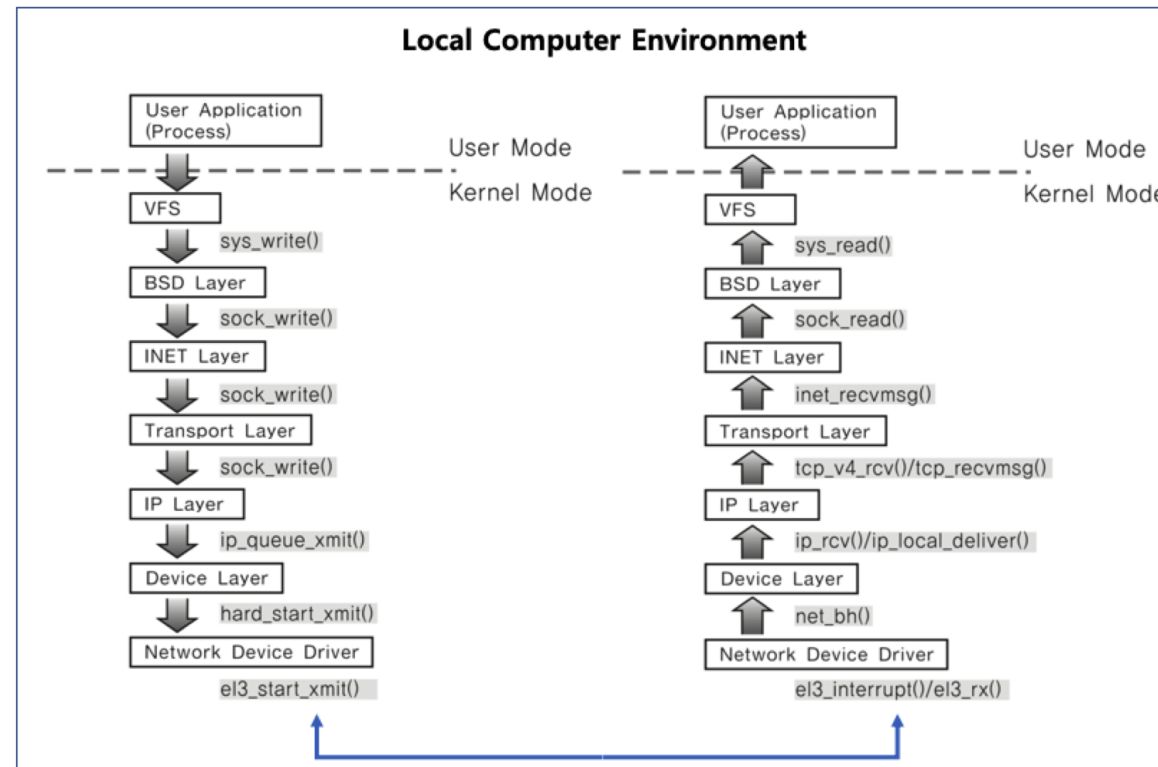 Local Computer Environment
User Application
(Process)
User Mode
Kernel Mode
VFS
sys_write()
BSD Layer
sock_write()
INET Layer
sock_write()
Transport Layer
sock_write()
IP Layer
ip_queue_xmit()
Device Layer
hard_start_xmit()
Network Device Driver
el3_start_xmit()
User Application
(Process)
User Mode
Kernel Mode
VFS
sys_read()
BSD Layer
sock_read()
INET Layer
inet_recvmsg()
Transport Layer
tcp_v4_rcv()/tcp_recvmsg()
IP Layer
ip_rcv()/ip_local_deliver()
Device Layer
net_bh()
Network Device Driver
el3_interrupt()/el3_rx()